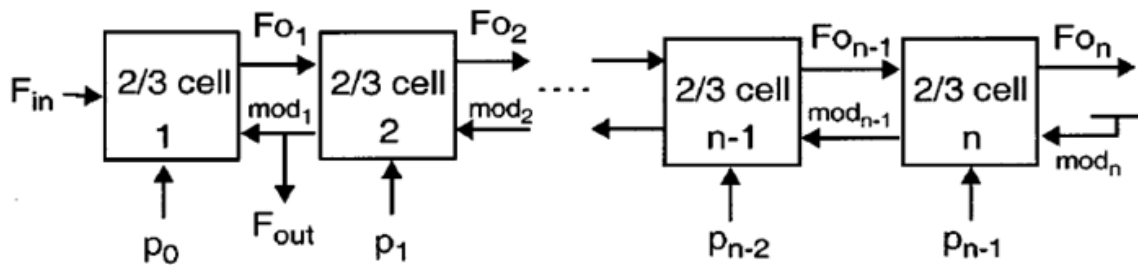 Fo₁ Fo₂ Foₙ₋₁ Foₙ
Fin 2/3 cell 2/3 cell 2/3 cell 2/3 cell
mod₁ mod₂ ..... modₙ₋₁
1 2 n-1 n
modₙ
p₀ Fout p₁ pₙ₋₂ pₙ₋₁